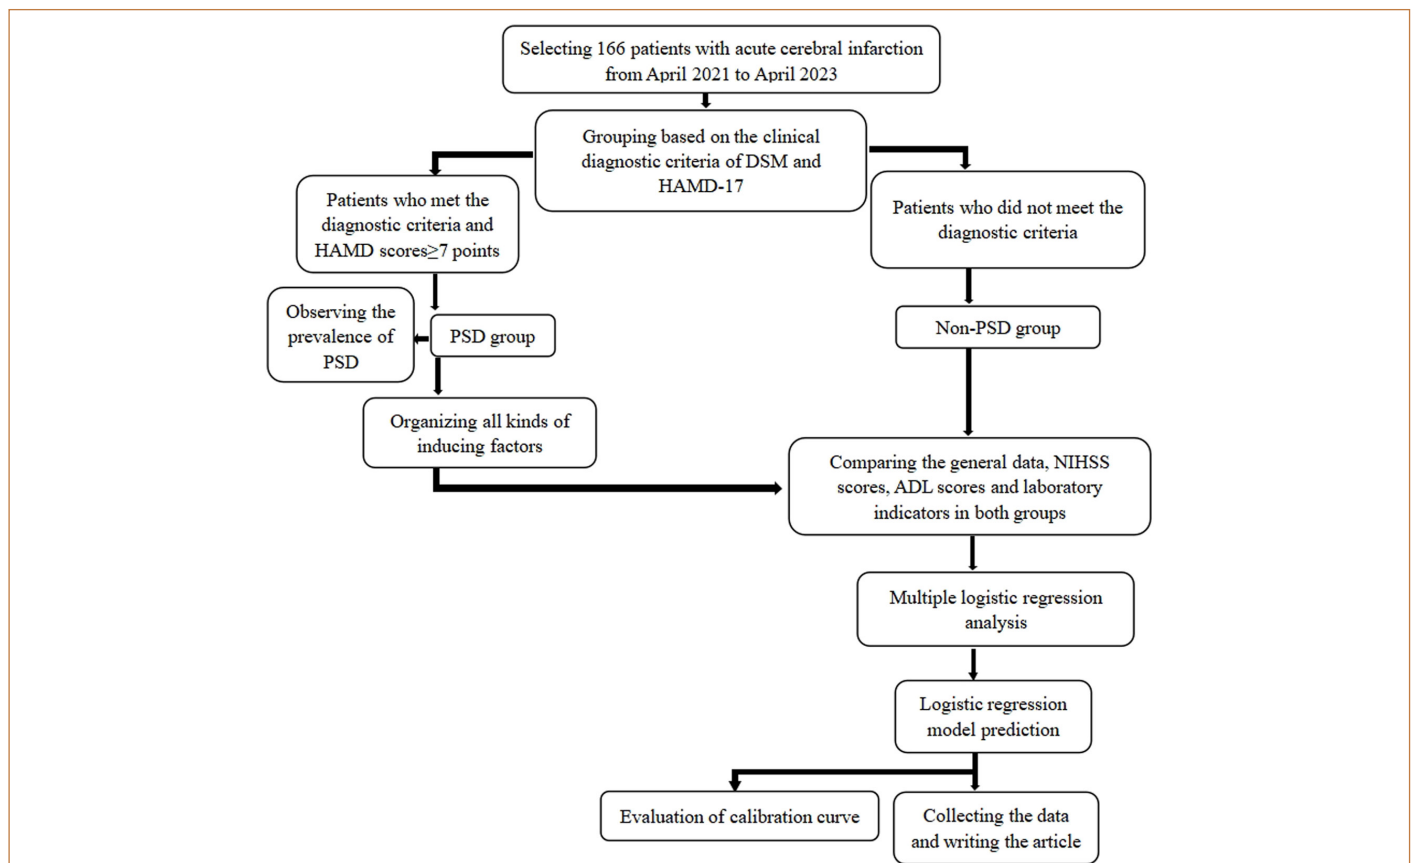 Selecting 166 patients with acute cerebral infarction
from April 2021 to April 2023
Grouping based on the clinical
diagnostic criteria of DSM and
HAMD-17
Patients who met the
diagnostic criteria and
HAMD scores≥7 points
Patients who did not meet the
diagnostic criteria
Observing the
prevalence of
PSD
PSD group
Non-PSD group
Organizing all kinds of
inducing factors
Comparing the general data, NIHSS
scores, ADL scores and laboratory
indicators in both groups
Multiple logistic regression
analysis
Logistic regression
model prediction
Evaluation of calibration curve
Collecting the data
and writing the article